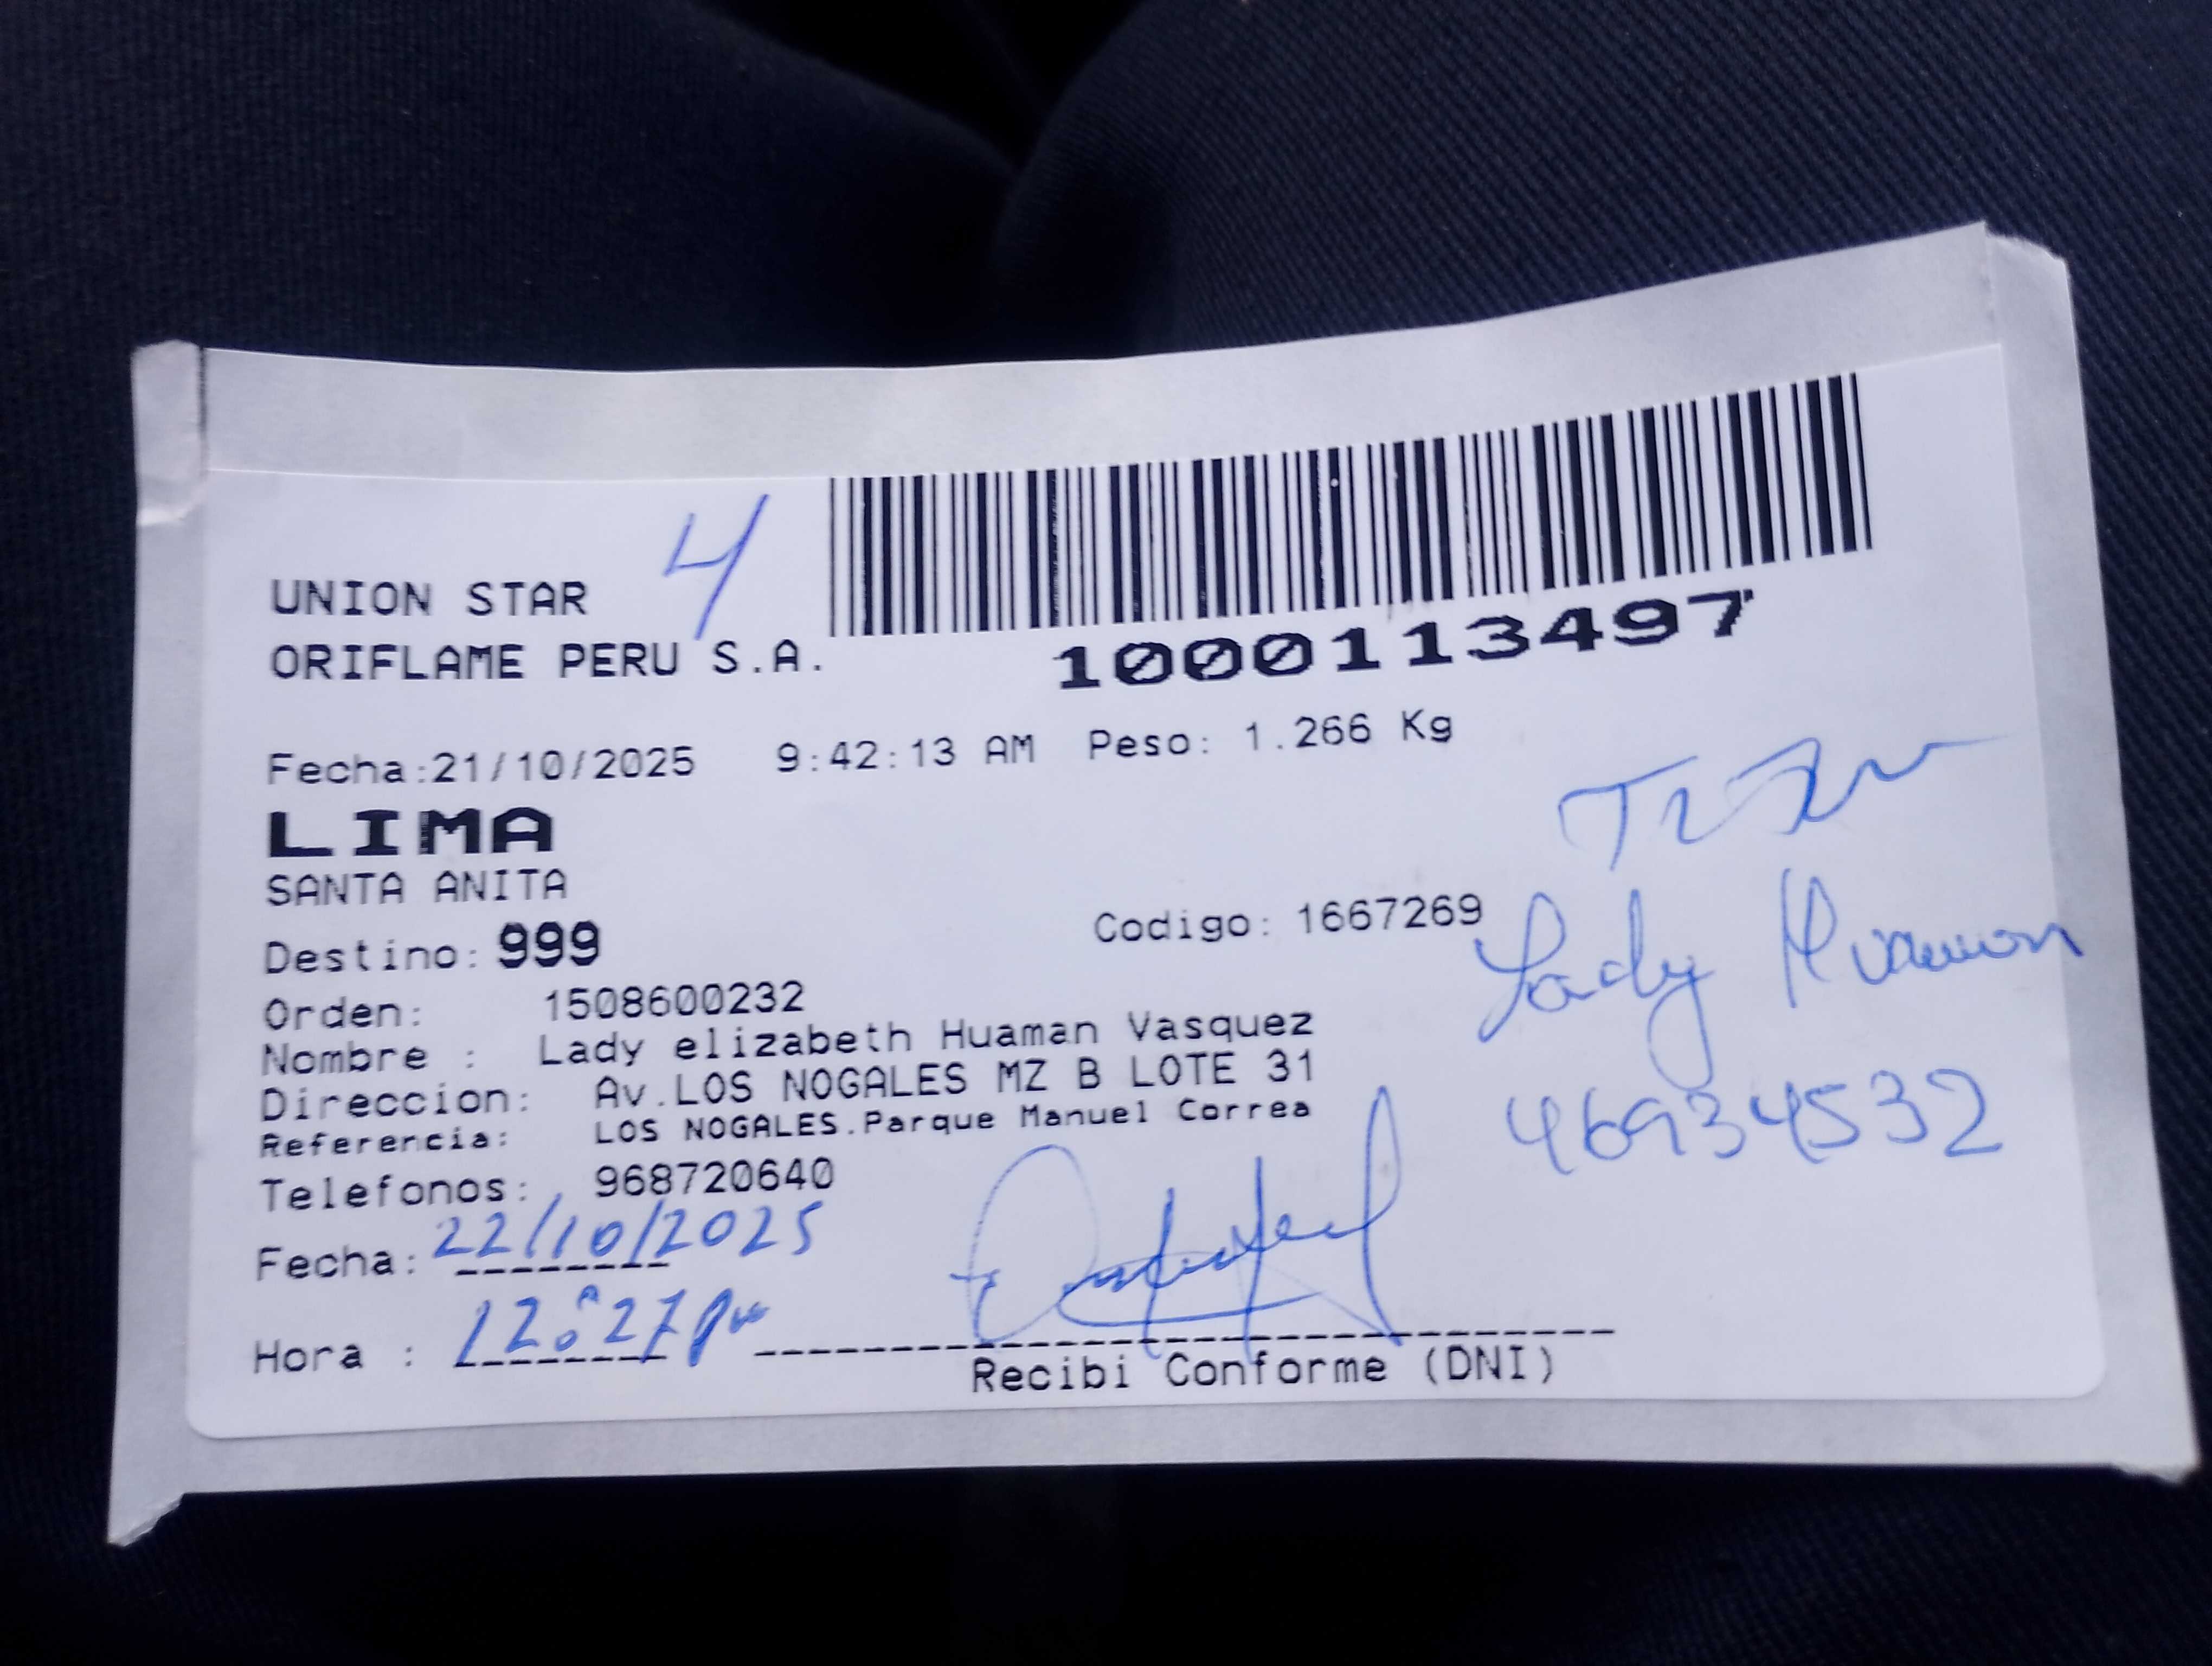 UNION STAR 4
ORIFLAME PERU S.A.
1000113497
Fecha:21/10/2025 9:42:13 AM Peso: 1.266 Kg
LIMA
SANTA ANITA
Destino: 999 Codigo: 1667269
Lady Huaman
Orden: 1508600232
Nombre : Lady elizabeth Huaman Vasquez
Direccion: Av.LOS NOGALES MZ B LOTE 31
Referencia: LOS NOGALES.Parque Manuel Correa
46934532
Telefonos: 968720640
Fecha: 22/10/2025
Hora : 12:27 pm
Recibi Conforme (DNI)